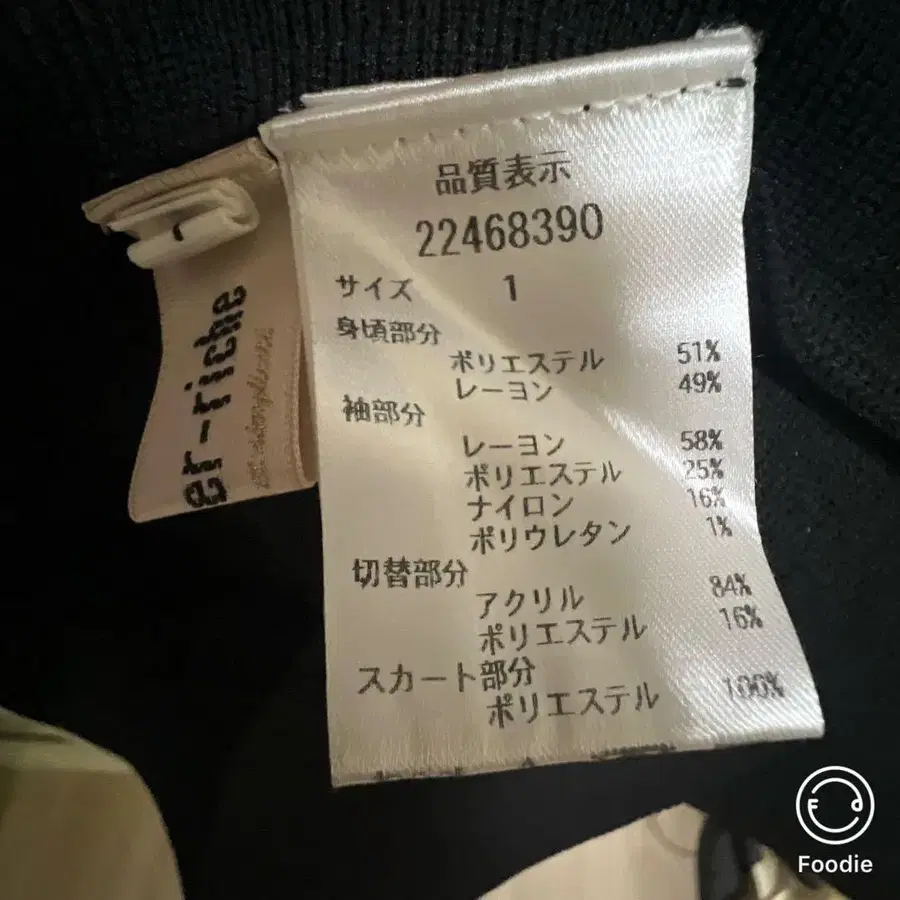 品質表示
22468390
サイズ 1
身頃部分
ポリエステル 51%
レーヨン 49%
袖部分
レーヨン 58%
ポリエステル 25%
ナイロン 16%
ポリウレタン 1%
切替部分
アクリル 84%
ポリエステル 16%
スカート部分
ポリエステル 100%
er-riche
1
Foodie